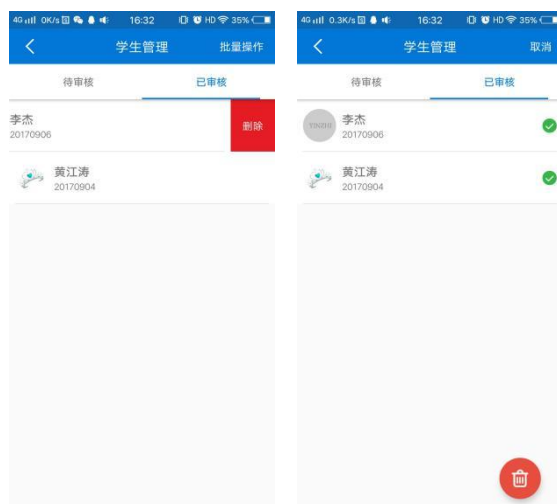 4G 0K/s 16:32 HD 35%
学生管理 批量操作
待审核 已审核
李杰
20170906
删除
黄江涛
20170904
4G 0.3K/s 16:32 HD 35%
学生管理 取消
待审核 已审核
李杰
20170906
黄江涛
20170904